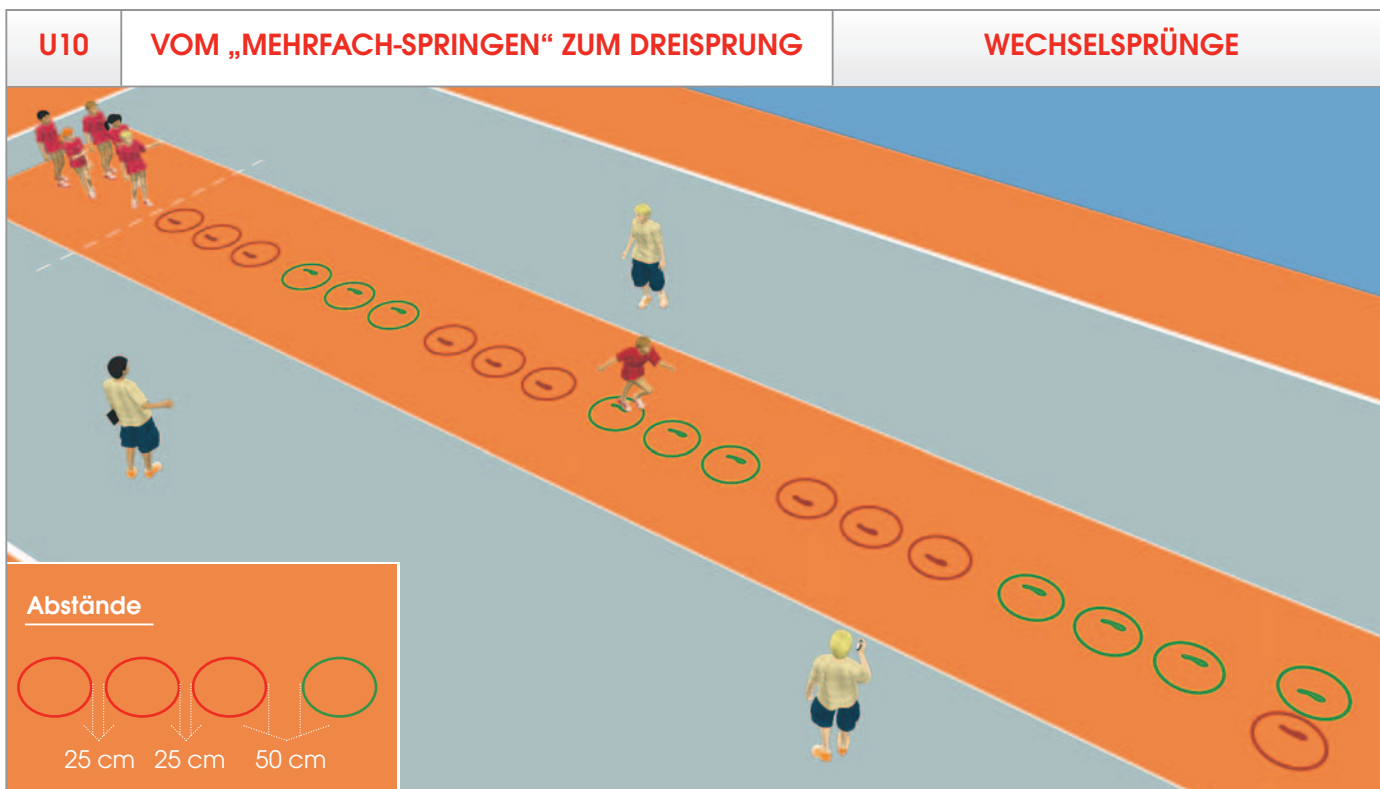 U10
VOM „MEHRFACH-SPRINGEN“ ZUM DREISPRUNG
WECHSELSPRÜNGE
Abstände
25 cm 25 cm 50 cm